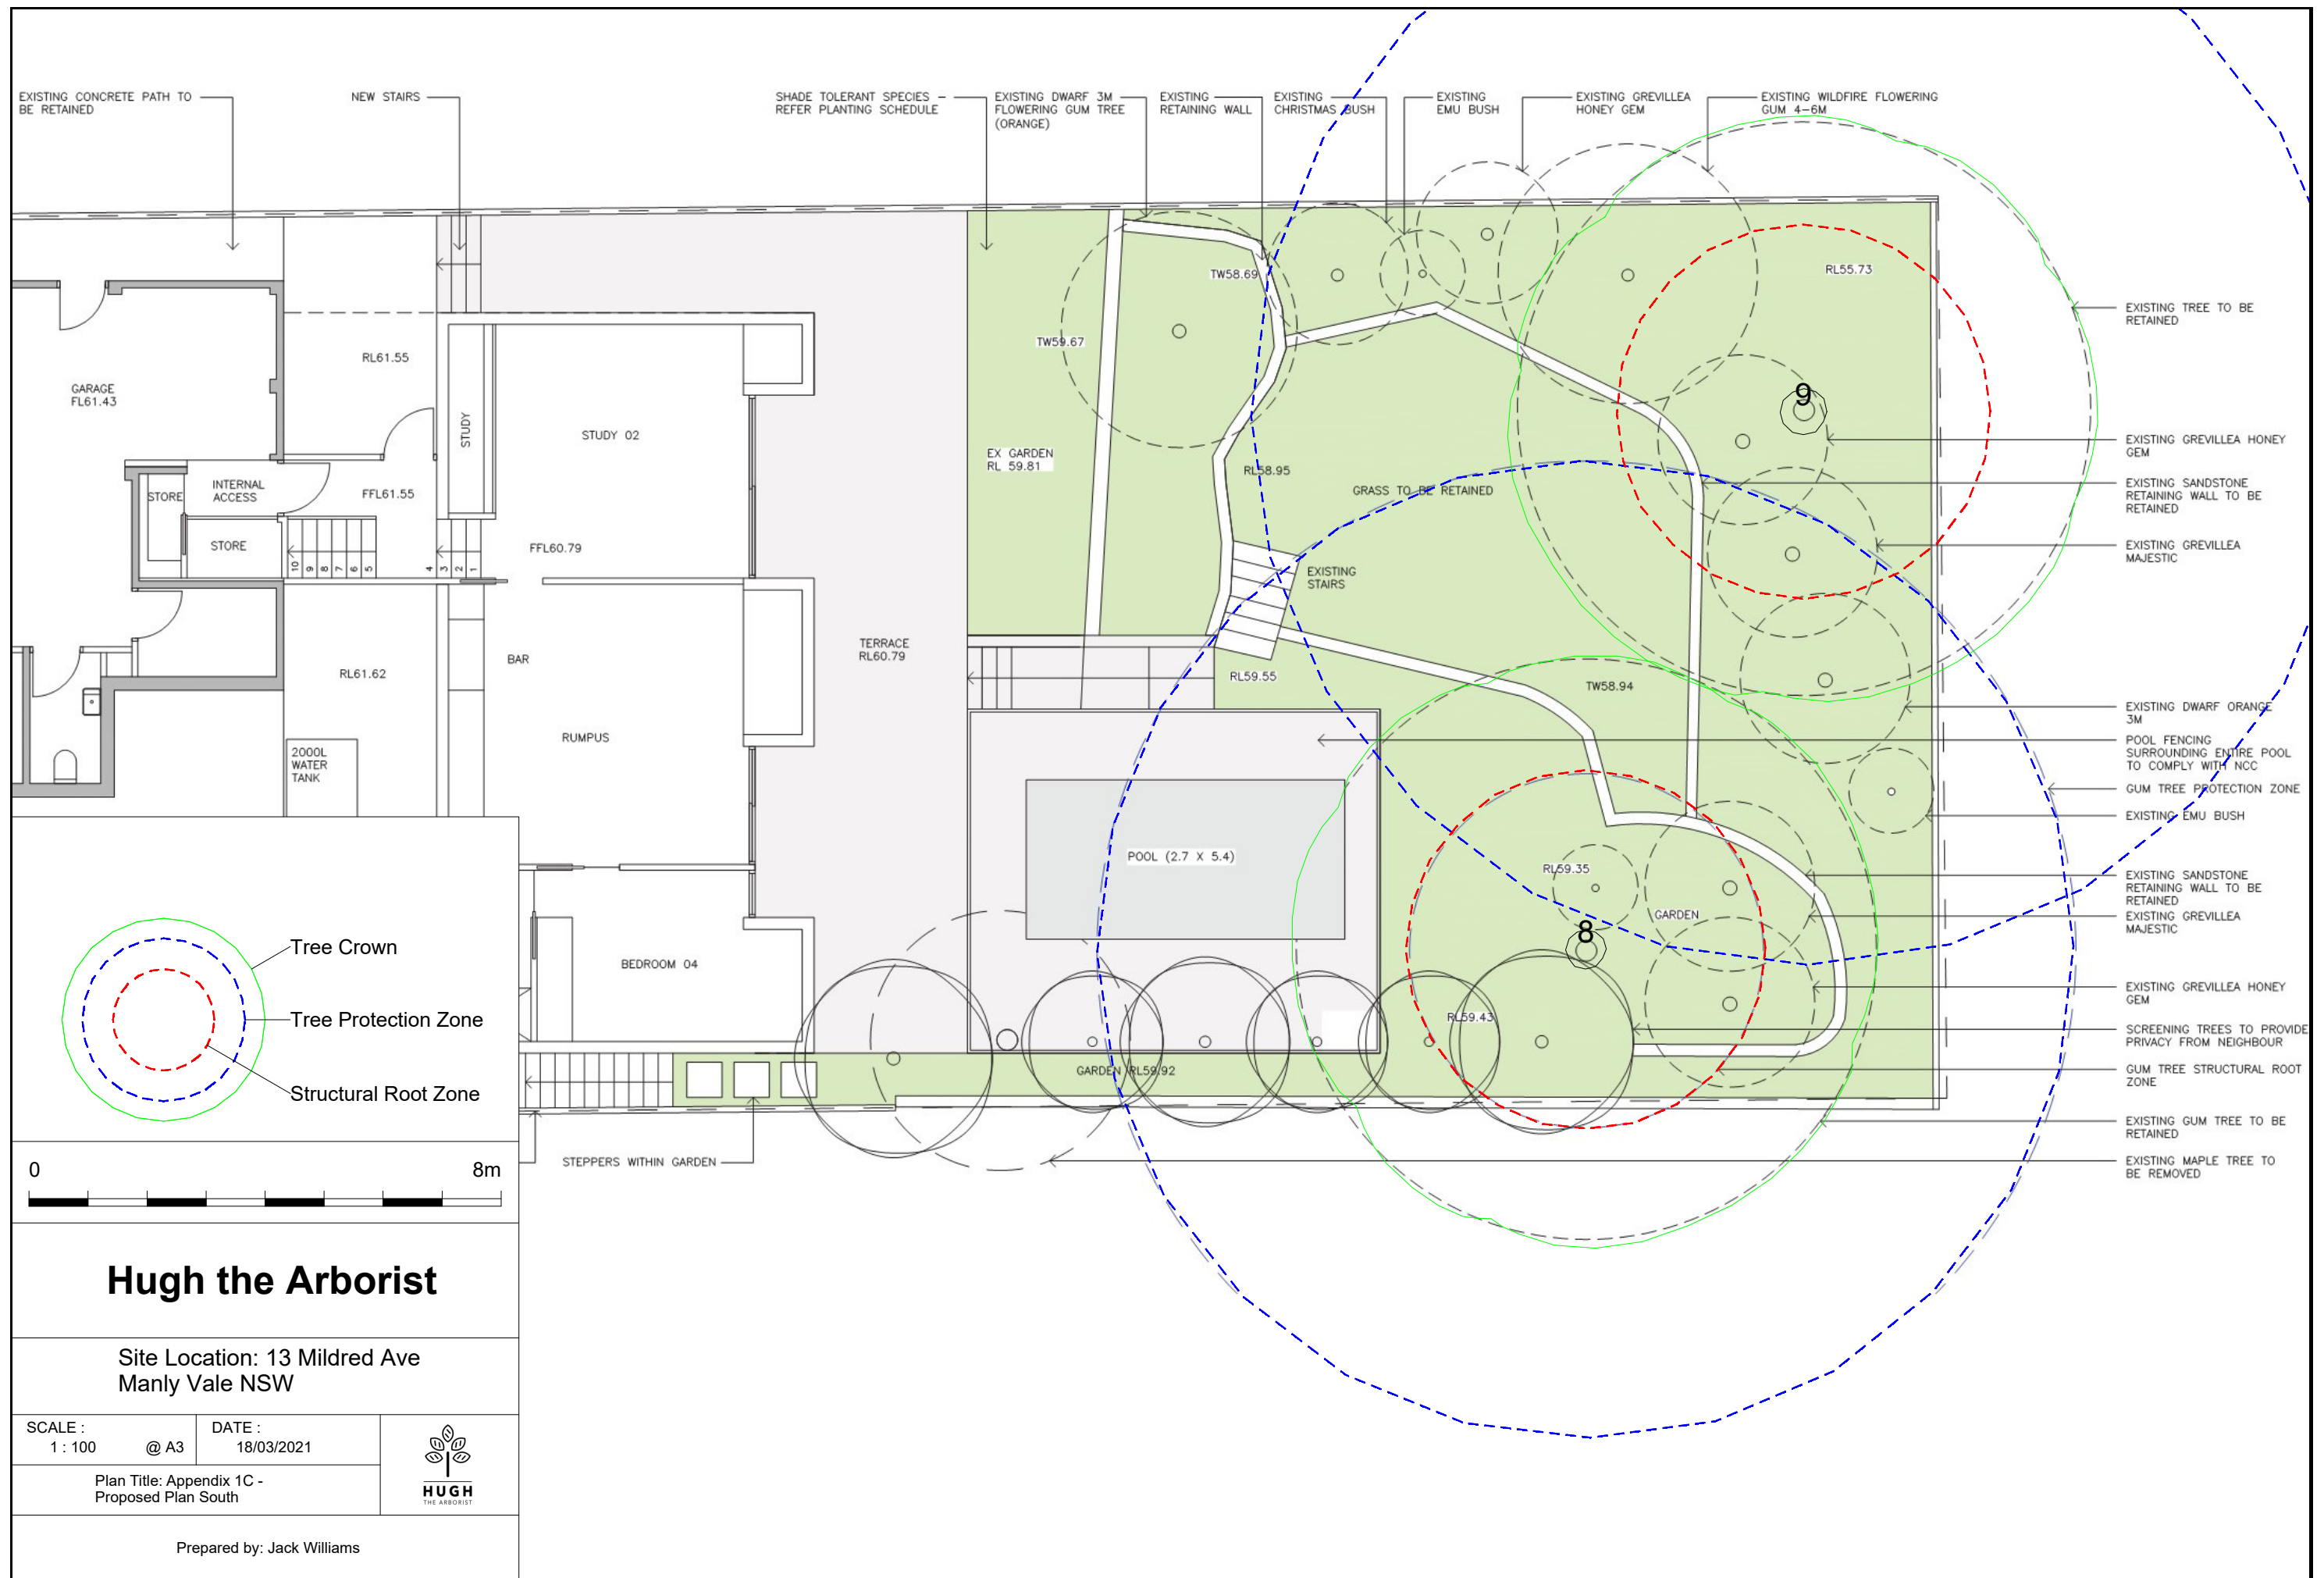 EXISTING CONCRETE PATH TO
BE RETAINED
NEW STAIRS
SHADE TOLERANT SPECIES –
REFER PLANTING SCHEDULE
EXISTING DWARF 3M
FLOWERING GUM TREE
(ORANGE)
EXISTING
RETAINING WALL
EXISTING
CHRISTMAS BUSH
EXISTING
EMU BUSH
EXISTING GREVILLEA
HONEY GEM
EXISTING WILDFIRE FLOWERING
GUM 4–6M
TW58.69
RL55.73
EXISTING TREE TO BE
RETAINED
TW59.67
RL61.55
GARAGE
FL61.43
STUDY
STUDY 02
9
EX GARDEN
RL 59.81
RL58.95
GRASS TO BE RETAINED
EXISTING GREVILLEA HONEY
GEM
EXISTING SANDSTONE
RETAINING WALL TO BE
RETAINED
STORE
INTERNAL
ACCESS
FFL61.55
STORE
FFL60.79
10
9
8
7
6
5
4
3
2
1
EXISTING
STAIRS
EXISTING GREVILLEA
MAJESTIC
TERRACE
RL60.79
BAR
RL61.62
RL59.55
TW58.94
EXISTING DWARF ORANGE
3M
RUMPUS
2000L
WATER
TANK
POOL FENCING
SURROUNDING ENTIRE POOL
TO COMPLY WITH NCC
GUM TREE PROTECTION ZONE
EXISTING EMU BUSH
POOL (2.7 X 5.4)
RL59.35
EXISTING SANDSTONE
RETAINING WALL TO BE
RETAINED
GARDEN
EXISTING GREVILLEA
MAJESTIC
8
BEDROOM 04
EXISTING GREVILLEA HONEY
GEM
RL59.43
SCREENING TREES TO PROVIDE
PRIVACY FROM NEIGHBOUR
GARDEN RL59.92
GUM TREE STRUCTURAL ROOT
ZONE
EXISTING GUM TREE TO BE
RETAINED
STEPPERS WITHIN GARDEN
EXISTING MAPLE TREE TO
BE REMOVED
Tree Crown
Tree Protection Zone
Structural Root Zone
0
8m
Hugh the Arborist
Site Location: 13 Mildred Ave
Manly Vale NSW
SCALE :
1 : 100
@ A3
DATE :
18/03/2021
Plan Title: Appendix 1C -
Proposed Plan South
HUGH
THE ARBORIST
Prepared by: Jack Williams